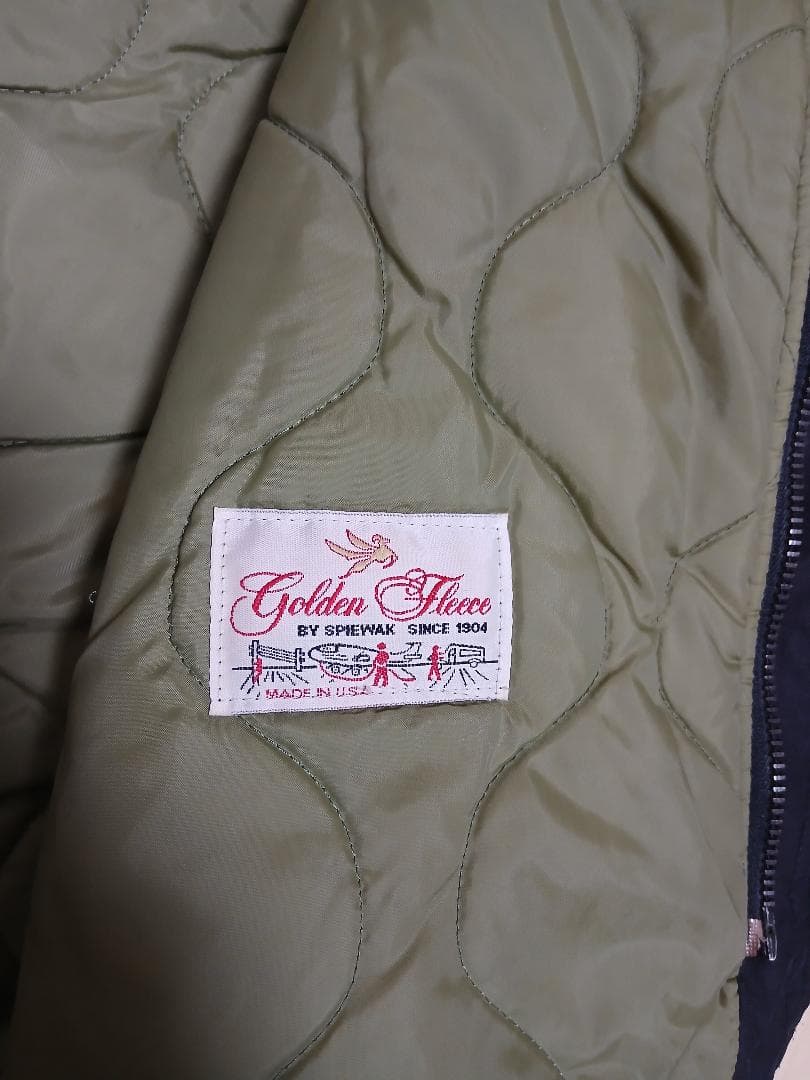 Golden Fleece
BY SPIEWAK SINCE 1904
MADE IN U.S.A